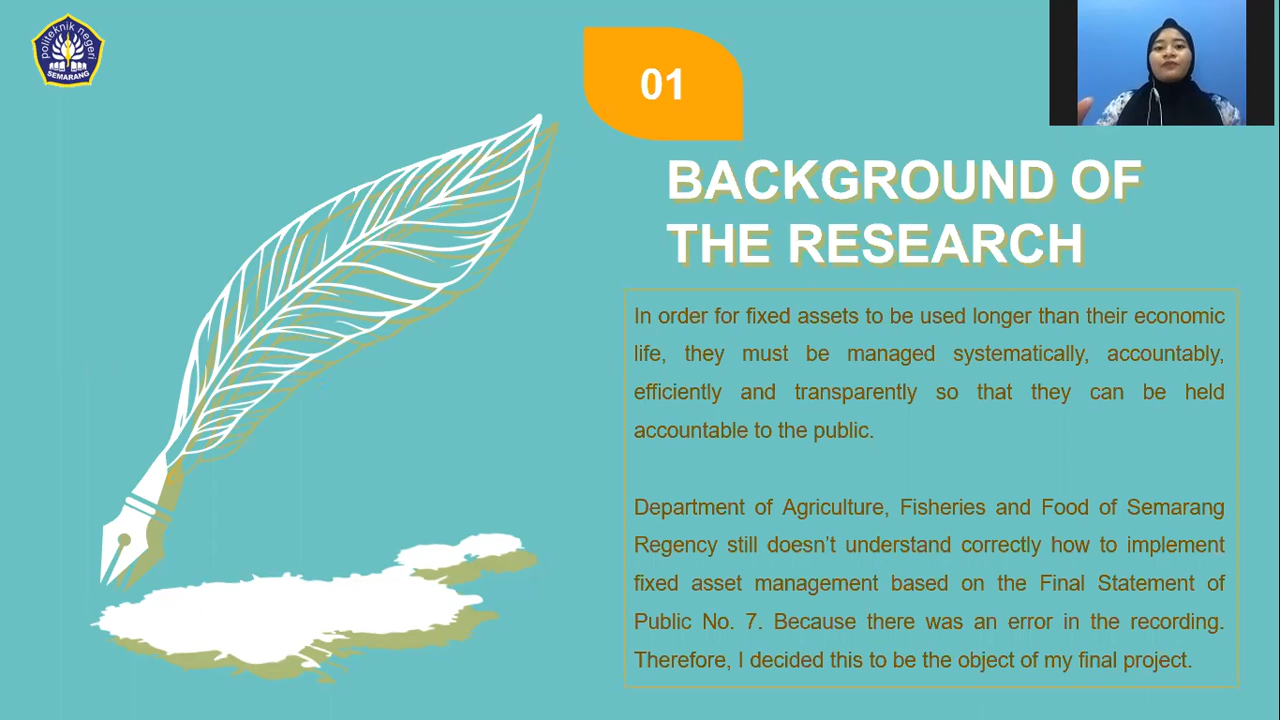 politeknik negeri
SEMARANG
01
BACKGROUND OF
THE RESEARCH
In order for fixed assets to be used longer than their economic
life, they must be managed systematically, accountably,
efficiently and transparently so that they can be held
accountable to the public.
Department of Agriculture, Fisheries and Food of Semarang
Regency still doesn’t understand correctly how to implement
fixed asset management based on the Final Statement of
Public No. 7. Because there was an error in the recording.
Therefore, I decided this to be the object of my final project.